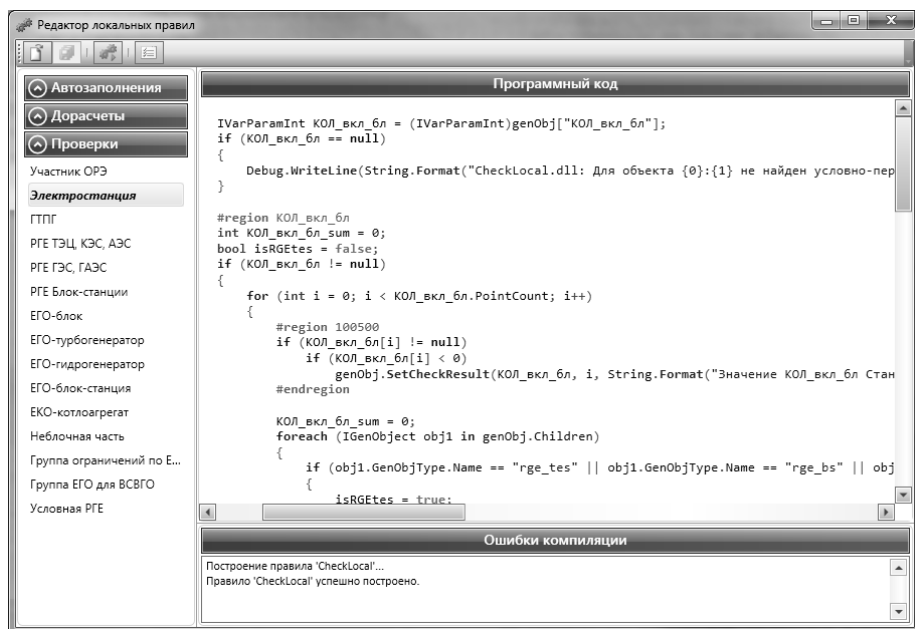 Редактор локальных правил
Автозаполнения
Дорасчеты
Проверки
Участник ОРЭ
Электростанция
ГТПГ
РГЕ ТЭЦ, КЭС, АЭС
РГЕ ГЭС, ГАЭС
РГЕ Блок-станции
ЕГО-блок
ЕГО-турбогенератор
ЕГО-гидрогенератор
ЕГО-блок-станция
ЕКО-котлоагрегат
Неблочная часть
Группа ограничений по Е...
Группа ЕГО для ВСВГО
Условная РГЕ
Программный код
IVarParamInt КОЛ_вкл_бл = (IVarParamInt)genObj["КОЛ_вкл_бл"];
if (КОЛ_вкл_бл == null)
{
Debug.WriteLine(String.Format("CheckLocal.dll: Для объекта {0}:{1} не найден условно-пер
}
#region КОЛ_вкл_бл
int КОЛ_вкл_бл_sum = 0;
bool isRGEtes = false;
if (КОЛ_вкл_бл != null)
{
for (int i = 0; i < КОЛ_вкл_бл.PointCount; i++)
{
#region 100500
if (КОЛ_вкл_бл[i] != null)
if (КОЛ_вкл_бл[i] < 0)
genObj.SetCheckResult(КОЛ_вкл_бл, i, String.Format("Значение КОЛ_вкл_бл Стан
#endregion
КОЛ_вкл_бл_sum = 0;
foreach (IGenObject obj1 in genObj.Children)
{
if (obj1.GenObjType.Name == "rge_tes" || obj1.GenObjType.Name == "rge_bs" || obj
{
isRGEtes = true;
Ошибки компиляции
Построение правила 'CheckLocal'...
Правило 'CheckLocal' успешно построено.